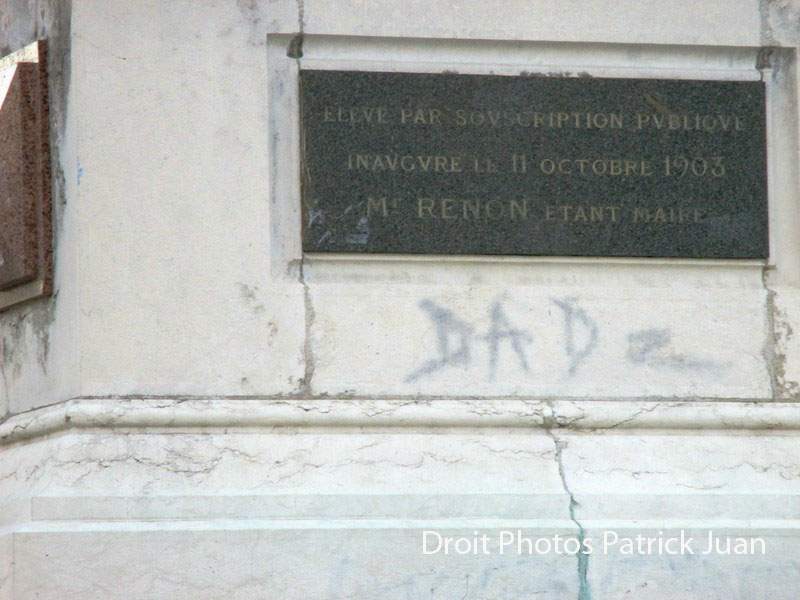 ELEVE PAR SOVSCRIPTION PVBLIQVE
INAVGVRE LE 11 OCTOBRE 1903
Mr RENON ETANT MAIRE
DAD
Droit Photos Patrick Juan